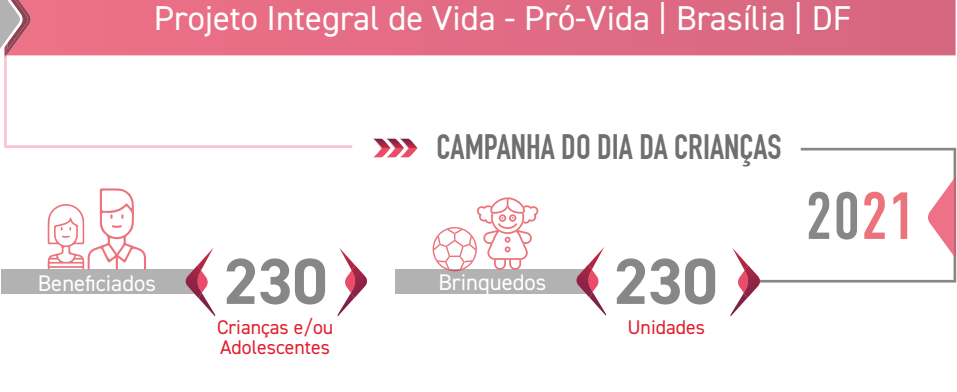 Projeto Integral de Vida - Pró-Vida | Brasília | DF
CAMPANHA DO DIA DA CRIANÇAS
2021
Beneficiados
230
Crianças e/ou
Adolescentes
Brinquedos
230
Unidades